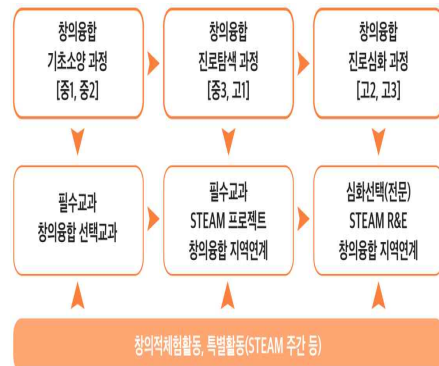 창의융합
기초소양 과정
[중1, 중2]
창의융합
진로탐색 과정
[중3, 고1]
창의융합
진로심화 과정
[고2, 고3]
필수교과
창의융합 선택교과
필수교과
STEAM 프로젝트
창의융합 지역연계
심화선택(전문)
STEAM R&E
창의융합 지역연계
창의적체험활동, 특별활동(STEAM 주간 등)